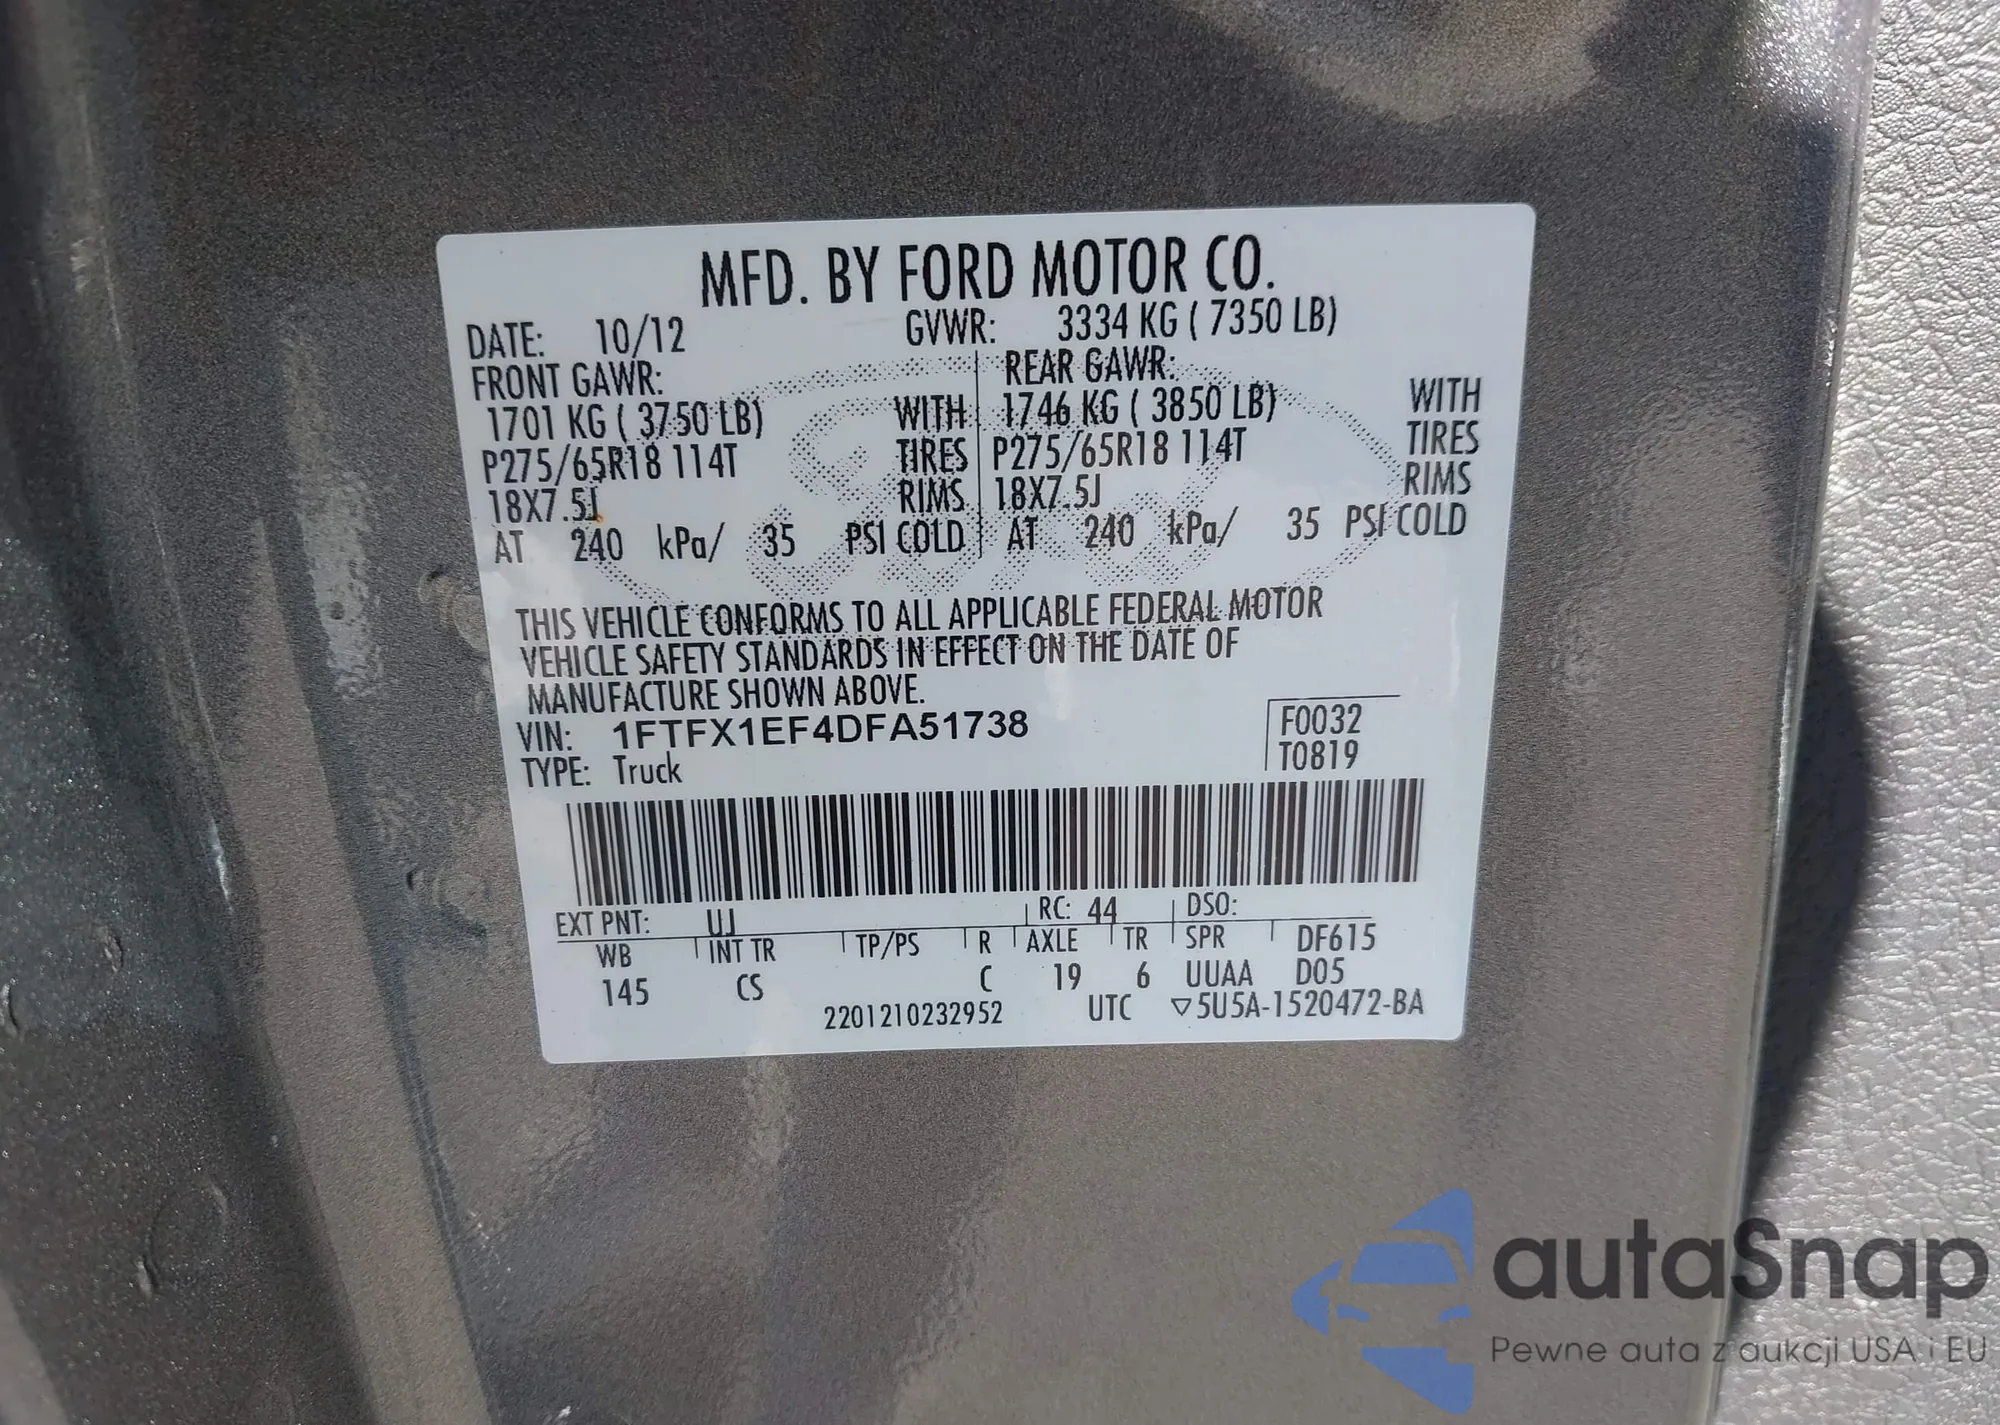 MFD. BY FORD MOTOR CO.
DATE: 10/12 GVWR: 3334 KG ( 7350 LB)
FRONT GAWR: REAR GAWR:
1701 KG ( 3750 LB) WITH 1746 KG ( 3850 LB) WITH
P275/65R18 114T TIRES P275/65R18 114T TIRES
18X7.5J RIMS 18X7.5J RIMS
AT 240 kPa/ 35 PSI COLD AT 240 kPa/ 35 PSI COLD
THIS VEHICLE CONFORMS TO ALL APPLICABLE FEDERAL MOTOR
VEHICLE SAFETY STANDARDS IN EFFECT ON THE DATE OF
MANUFACTURE SHOWN ABOVE.
VIN: 1FTFX1EF4DFA51738 F0032
TYPE: Truck T0819
EXT PNT: UJ RC: 44 DSO:
WB INT TR TP/PS R AXLE TR SPR DF615
145 CS C 19 6 UUAA D05
2201210232952 UTC ▽5U5A-1520472-BA
autaSnap
Pewne auta z aukcji USA i EU